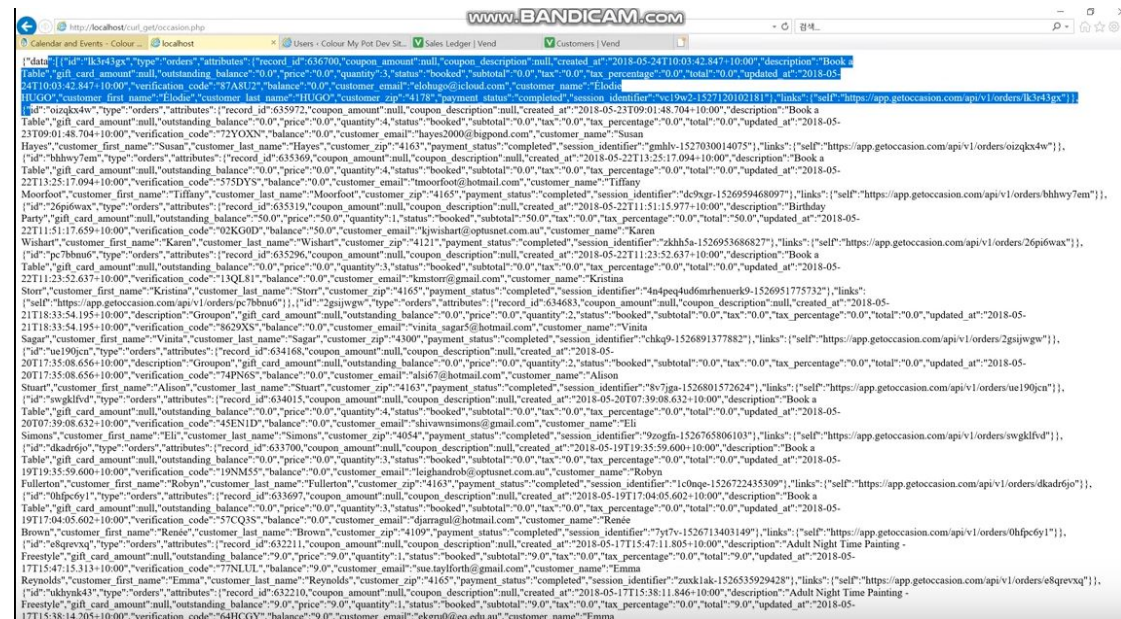 www.BANDICAM.com
http://localhost/curl_get/occasion.php
검색...
Calendar and Events - Colour ...
localhost
Users ‹ Colour My Pot Dev Sit...
Sales Ledger | Vend
Customers | Vend
{"data":[{"id":"lk3r43gx","type":"orders","attributes":{"record_id":636700,"coupon_amount":null,"coupon_description":null,"created_at":"2018-05-24T10:03:42.847+10:00","description":"Book a
Table","gift_card_amount":null,"outstanding_balance":"0.0","price":"0.0","quantity":3,"status":"booked","subtotal":"0.0","tax":"0.0","tax_percentage":"0.0","total":"0.0","updated_at":"2018-05-
24T10:03:42.847+10:00","verification_code":"87A8U2","balance":"0.0","customer_email":"elohugo@icloud.com","customer_name":"Élodie
HUGO","customer_first_name":"Élodie","customer_last_name":"HUGO","customer_zip":"4178","payment_status":"completed","session_identifier":"vc19w2-1527120102181"},"links":{"self":"https://app.getoccasion.com/api/v1/orders/lk3r43gx"}},
{"id":"oizqkx4w","type":"orders","attributes":{"record_id":635972,"coupon_amount":null,"coupon_description":null,"created_at":"2018-05-23T09:01:48.704+10:00","description":"Book a
Table","gift_card_amount":null,"outstanding_balance":"0.0","price":"0.0","quantity":4,"status":"booked","subtotal":"0.0","tax":"0.0","tax_percentage":"0.0","total":"0.0","updated_at":"2018-05-
23T09:01:48.704+10:00","verification_code":"72YOXN","balance":"0.0","customer_email":"hayes2000@bigpond.com","customer_name":"Susan
Hayes","customer_first_name":"Susan","customer_last_name":"Hayes","customer_zip":"4163","payment_status":"completed","session_identifier":"gmhlv-1527030014075"},"links":{"self":"https://app.getoccasion.com/api/v1/orders/oizqkx4w"}},
{"id":"bhhwy7em","type":"orders","attributes":{"record_id":635369,"coupon_amount":null,"coupon_description":null,"created_at":"2018-05-22T13:25:17.094+10:00","description":"Book a
Table","gift_card_amount":null,"outstanding_balance":"0.0","price":"0.0","quantity":4,"status":"booked","subtotal":"0.0","tax":"0.0","tax_percentage":"0.0","total":"0.0","updated_at":"2018-05-
22T13:25:17.094+10:00","verification_code":"575DYS","balance":"0.0","customer_email":"tmoorfoot@hotmail.com","customer_name":"Tiffany
Moorfoot","customer_first_name":"Tiffany","customer_last_name":"Moorfoot","customer_zip":"4165","payment_status":"completed","session_identifier":"dc9xgr-1526959468097"},"links":{"self":"https://app.getoccasion.com/api/v1/orders/bhhwy7em"}},
{"id":"26pi6wax","type":"orders","attributes":{"record_id":635319,"coupon_amount":null,"coupon_description":null,"created_at":"2018-05-22T11:51:15.977+10:00","description":"Birthday
Party","gift_card_amount":null,"outstanding_balance":"50.0","price":"50.0","quantity":1,"status":"booked","subtotal":"50.0","tax":"0.0","tax_percentage":"0.0","total":"50.0","updated_at":"2018-05-
22T11:51:17.659+10:00","verification_code":"02KG0D","balance":"50.0","customer_email":"kjwishart@optusnet.com.au","customer_name":"Karen
Wishart","customer_first_name":"Karen","customer_last_name":"Wishart","customer_zip":"4121","payment_status":"completed","session_identifier":"zkhh5a-1526953686827"},"links":{"self":"https://app.getoccasion.com/api/v1/orders/26pi6wax"}},
{"id":"pc7bbnu6","type":"orders","attributes":{"record_id":635296,"coupon_amount":null,"coupon_description":null,"created_at":"2018-05-22T11:23:52.637+10:00","description":"Book a
Table","gift_card_amount":null,"outstanding_balance":"0.0","price":"0.0","quantity":3,"status":"booked","subtotal":"0.0","tax":"0.0","tax_percentage":"0.0","total":"0.0","updated_at":"2018-05-
22T11:23:52.637+10:00","verification_code":"13QL81","balance":"0.0","customer_email":"kmstorr@gmail.com","customer_name":"Kristina
Storr","customer_first_name":"Kristina","customer_last_name":"Storr","customer_zip":"4165","payment_status":"completed","session_identifier":"4n4peq4ud6mrhenuerk9-1526951775732"},"links":
{"self":"https://app.getoccasion.com/api/v1/orders/pc7bbnu6"}},{"id":"2gsijwgw","type":"orders","attributes":{"record_id":634683,"coupon_amount":null,"coupon_description":null,"created_at":"2018-05-
21T18:33:54.195+10:00","description":"Groupon","gift_card_amount":null,"outstanding_balance":"0.0","price":"0.0","quantity":2,"status":"booked","subtotal":"0.0","tax":"0.0","tax_percentage":"0.0","total":"0.0","updated_at":"2018-05-
21T18:33:54.195+10:00","verification_code":"8629XS","balance":"0.0","customer_email":"vinita_sagar5@hotmail.com","customer_name":"Vinita
Sagar","customer_first_name":"Vinita","customer_last_name":"Sagar","customer_zip":"4300","payment_status":"completed","session_identifier":"chkq9-1526891377882"},"links":{"self":"https://app.getoccasion.com/api/v1/orders/2gsijwgw"}},
{"id":"ue190jcn","type":"orders","attributes":{"record_id":634168,"coupon_amount":null,"coupon_description":null,"created_at":"2018-05-
20T17:35:08.656+10:00","description":"Groupon","gift_card_amount":null,"outstanding_balance":"0.0","price":"0.0","quantity":2,"status":"booked","subtotal":"0.0","tax":"0.0","tax_percentage":"0.0","total":"0.0","updated_at":"2018-05-
20T17:35:08.656+10:00","verification_code":"74PN6S","balance":"0.0","customer_email":"alsi67@hotmail.com","customer_name":"Alison
Stuart","customer_first_name":"Alison","customer_last_name":"Stuart","customer_zip":"4163","payment_status":"completed","session_identifier":"8v7jga-1526801572624"},"links":{"self":"https://app.getoccasion.com/api/v1/orders/ue190jcn"}},
{"id":"swgklfvd","type":"orders","attributes":{"record_id":634015,"coupon_amount":null,"coupon_description":null,"created_at":"2018-05-20T07:39:08.632+10:00","description":"Book a
Table","gift_card_amount":null,"outstanding_balance":"0.0","price":"0.0","quantity":4,"status":"booked","subtotal":"0.0","tax":"0.0","tax_percentage":"0.0","total":"0.0","updated_at":"2018-05-
20T07:39:08.632+10:00","verification_code":"45EN1D","balance":"0.0","customer_email":"shivawnsimons@gmail.com","customer_name":"Eli
Simons","customer_first_name":"Eli","customer_last_name":"Simons","customer_zip":"4054","payment_status":"completed","session_identifier":"9zogfn-1526765806103"},"links":{"self":"https://app.getoccasion.com/api/v1/orders/swgklfvd"}},
{"id":"dkadr6jo","type":"orders","attributes":{"record_id":633700,"coupon_amount":null,"coupon_description":null,"created_at":"2018-05-19T19:35:59.600+10:00","description":"Book a
Table","gift_card_amount":null,"outstanding_balance":"0.0","price":"0.0","quantity":3,"status":"booked","subtotal":"0.0","tax":"0.0","tax_percentage":"0.0","total":"0.0","updated_at":"2018-05-
19T19:35:59.600+10:00","verification_code":"19NM55","balance":"0.0","customer_email":"leighandrob@optusnet.com.au","customer_name":"Robyn
Fullerton","customer_first_name":"Robyn","customer_last_name":"Fullerton","customer_zip":"4163","payment_status":"completed","session_identifier":"1c0nqe-1526722435309"},"links":{"self":"https://app.getoccasion.com/api/v1/orders/dkadr6jo"}},
{"id":"0hfpc6y1","type":"orders","attributes":{"record_id":633697,"coupon_amount":null,"coupon_description":null,"created_at":"2018-05-19T17:04:05.602+10:00","description":"Book a
Table","gift_card_amount":null,"outstanding_balance":"0.0","price":"0.0","quantity":3,"status":"booked","subtotal":"0.0","tax":"0.0","tax_percentage":"0.0","total":"0.0","updated_at":"2018-05-
19T17:04:05.602+10:00","verification_code":"57CQ3S","balance":"0.0","customer_email":"djarragul@hotmail.com","customer_name":"Renée
Brown","customer_first_name":"Renée","customer_last_name":"Brown","customer_zip":"4109","payment_status":"completed","session_identifier":"7yt7v-1526713403149"},"links":{"self":"https://app.getoccasion.com/api/v1/orders/0hfpc6y1"}},
{"id":"e8qrevxq","type":"orders","attributes":{"record_id":632211,"coupon_amount":null,"coupon_description":null,"created_at":"2018-05-17T15:47:11.805+10:00","description":"Adult Night Time Painting -
Freestyle","gift_card_amount":null,"outstanding_balance":"9.0","price":"9.0","quantity":1,"status":"booked","subtotal":"9.0","tax":"0.0","tax_percentage":"0.0","total":"9.0","updated_at":"2018-05-
17T15:47:15.313+10:00","verification_code":"77NLUL","balance":"9.0","customer_email":"sue.taylforth@gmail.com","customer_name":"Emma
Reynolds","customer_first_name":"Emma","customer_last_name":"Reynolds","customer_zip":"4165","payment_status":"completed","session_identifier":"zuxk1ak-1526535929428"},"links":{"self":"https://app.getoccasion.com/api/v1/orders/e8qrevxq"}},
{"id":"ukhynk43","type":"orders","attributes":{"record_id":632210,"coupon_amount":null,"coupon_description":null,"created_at":"2018-05-17T15:38:11.846+10:00","description":"Adult Night Time Painting -
Freestyle","gift_card_amount":null,"outstanding_balance":"9.0","price":"9.0","quantity":1,"status":"booked","subtotal":"9.0","tax":"0.0","tax_percentage":"0.0","total":"9.0","updated_at":"2018-05-
17T15:38:14.205+10:00","verification_code":"64HCGY","balance":"9.0","customer_email":"ekgru0@eq.edu.au","customer_name":"Emma